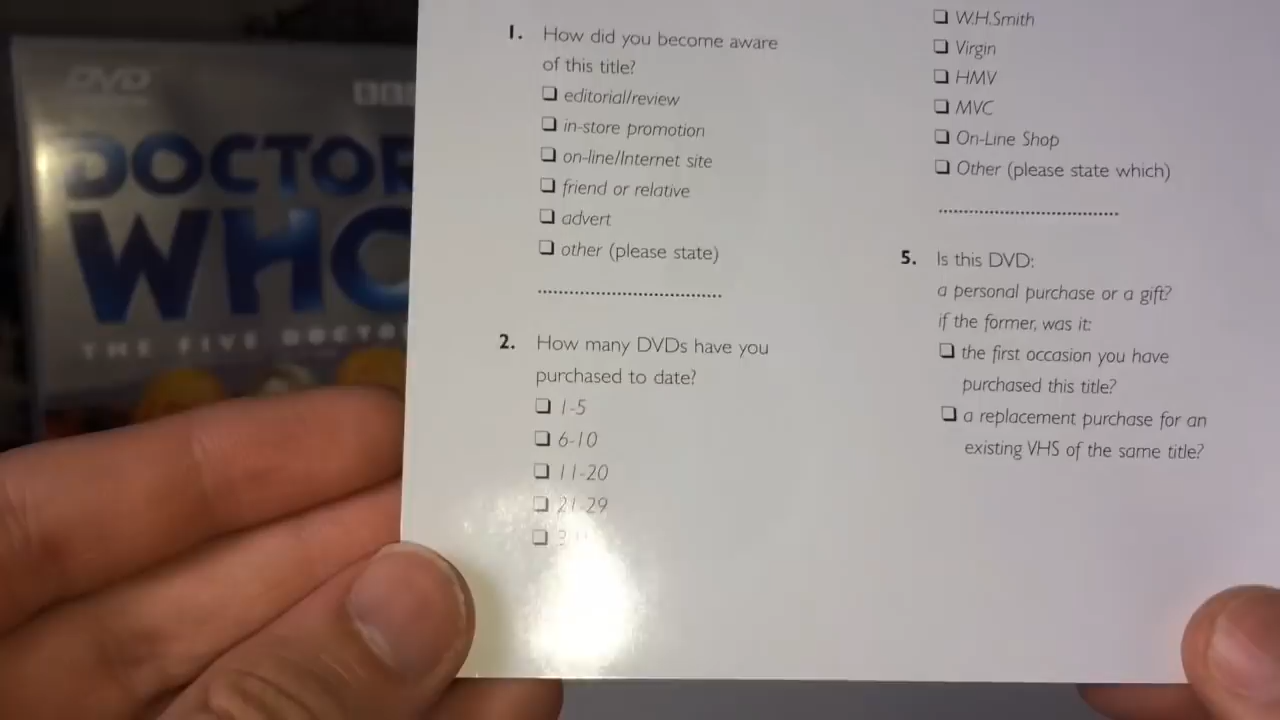 DVD
BBC
DOCTOR
WHO
THE FIVE DOCTO
1. How did you become aware
of this title?
❑ editorial/review
❑ in-store promotion
❑ on-line/Internet site
❑ friend or relative
❑ advert
❑ other (please state)
................................
2. How many DVDs have you
purchased to date?
❑ 1-5
❑ 6-10
❑ 11-20
❑ 21-29
❑ W.H.Smith
❑ Virgin
❑ HMV
❑ MVC
❑ On-Line Shop
❑ Other (please state which)
................................
5. Is this DVD:
a personal purchase or a gift?
if the former, was it:
❑ the first occasion you have
purchased this title?
❑ a replacement purchase for an
existing VHS of the same title?